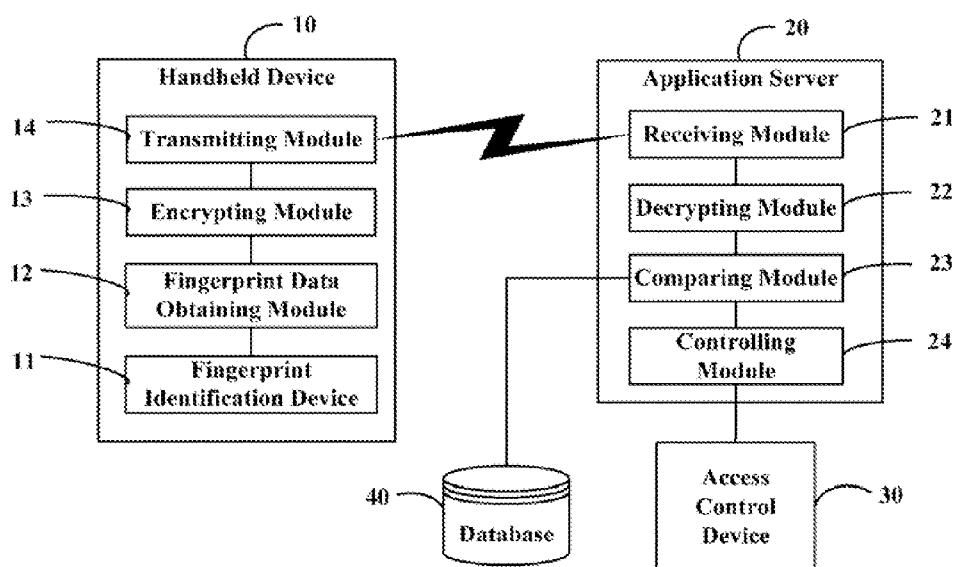 10
Handheld Device
14
Transmitting Module
13
Encrypting Module
12
Fingerprint Data
Obtaining Module
11
Fingerprint
Identification Device
20
Application Server
Receiving Module
21
Decrypting Module
22
Comparing Module
23
Controlling
Module
24
40
Database
Access
Control
Device
30